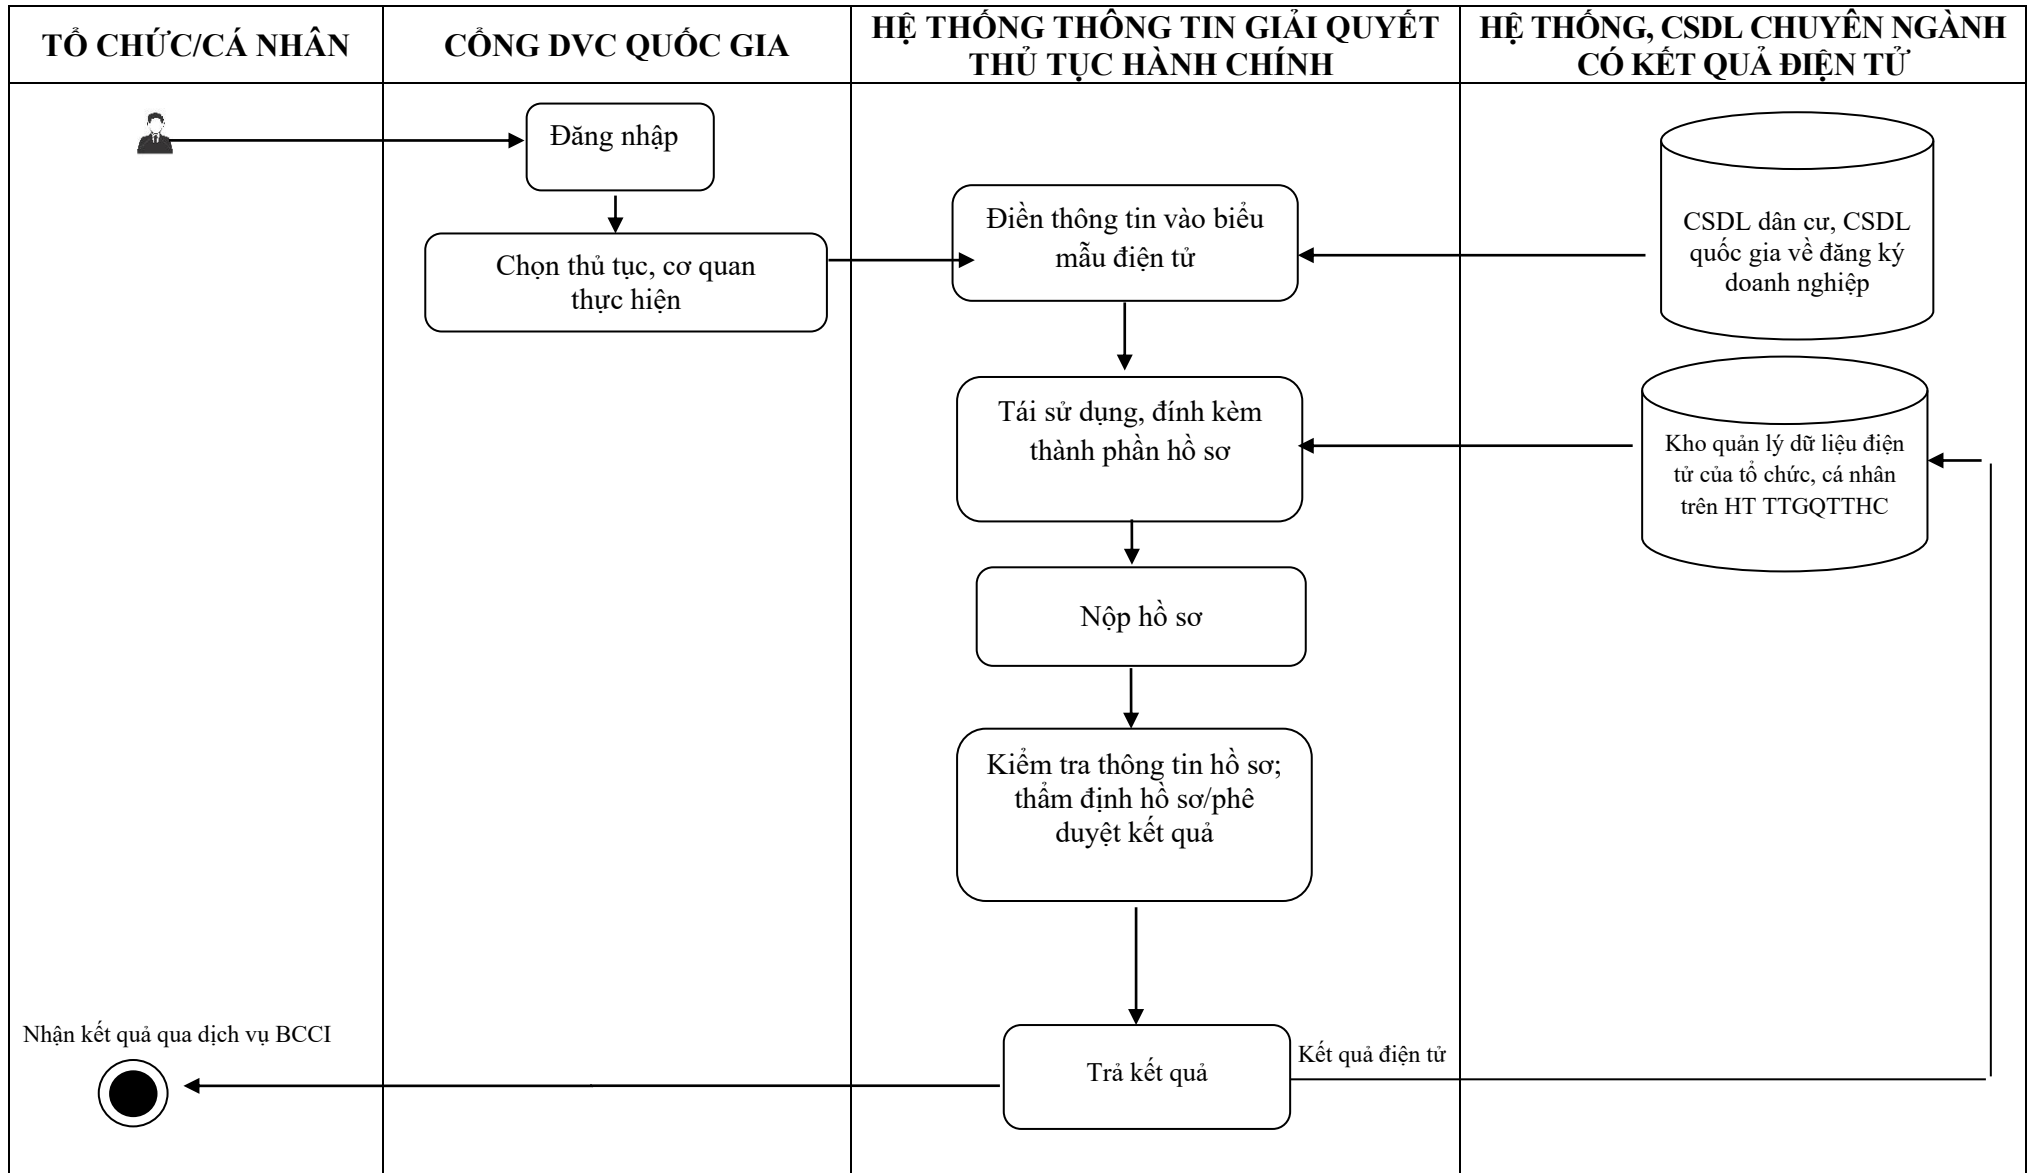 TỔ CHỨC/CÁ NHÂN
CỔNG DVC QUỐC GIA
HỆ THỐNG THÔNG TIN GIẢI QUYẾT
THỦ TỤC HÀNH CHÍNH
HỆ THỐNG, CSDL CHUYÊN NGÀNH
CÓ KẾT QUẢ ĐIỆN TỬ
Đăng nhập
Chọn thủ tục, cơ quan
thực hiện
Điền thông tin vào biểu
mẫu điện tử
CSDL dân cư, CSDL
quốc gia về đăng ký
doanh nghiệp
Tái sử dụng, đính kèm
thành phần hồ sơ
Kho quản lý dữ liệu điện
tử của tổ chức, cá nhân
trên HT TTGQTTHC
Nộp hồ sơ
Kiểm tra thông tin hồ sơ;
thẩm định hồ sơ/phê
duyệt kết quả
Nhận kết quả qua dịch vụ BCCI
Trả kết quả
Kết quả điện tử